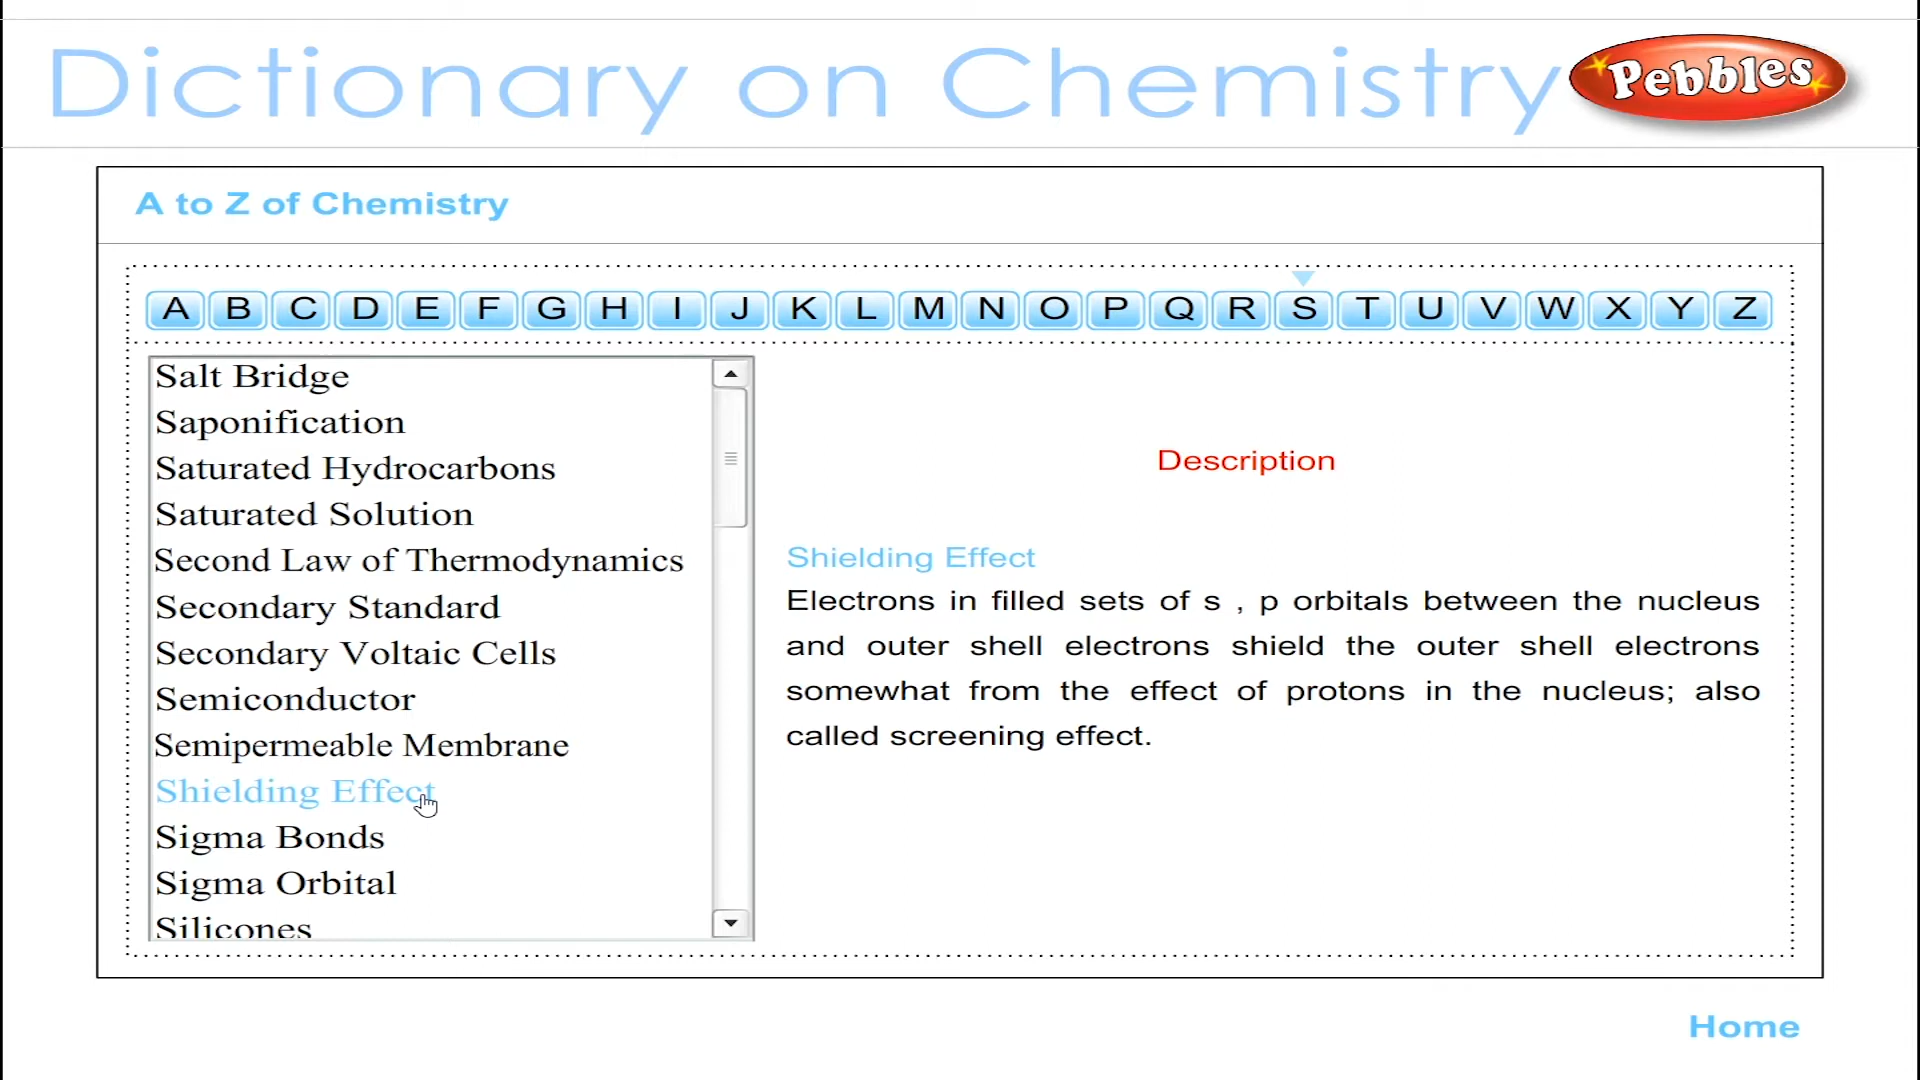 Dictionary on Chemistry
Pebbles
A to Z of Chemistry
A B C D E F G H I J K L M N O P Q R S T U V W X Y Z
Salt Bridge
Saponification
Saturated Hydrocarbons
Saturated Solution
Second Law of Thermodynamics
Secondary Standard
Secondary Voltaic Cells
Semiconductor
Semipermeable Membrane
Shielding Effect
Sigma Bonds
Sigma Orbital
Silicones
Description
Shielding Effect
Electrons in filled sets of s , p orbitals between the nucleus
and outer shell electrons shield the outer shell electrons
somewhat from the effect of protons in the nucleus; also
called screening effect.
Home